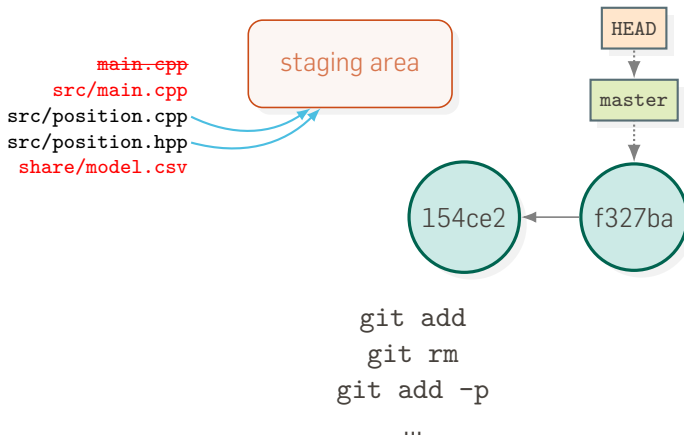 HEAD
staging area
main.cpp
src/main.cpp
master
src/position.cpp
src/position.hpp
share/model.csv
154ce2
f327ba
git add
git rm
git add -p
...